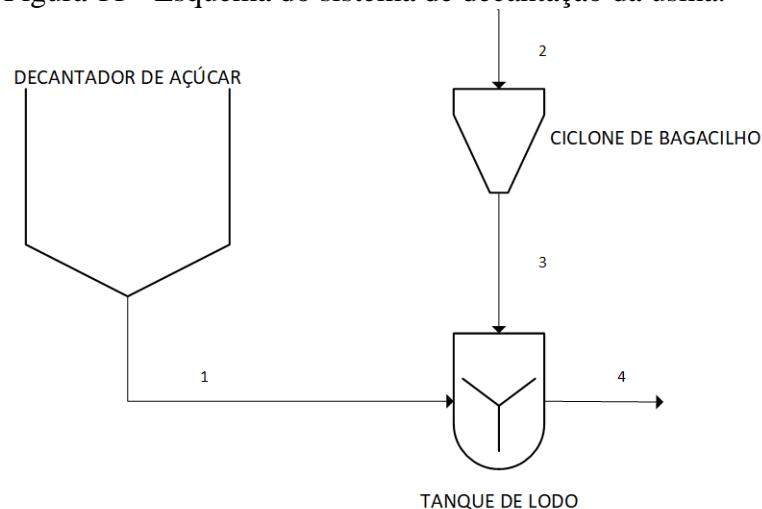 Figura 11 - Esquema do sistema de decantação da usina.
2
DECANTADOR DE AÇÚCAR
CICLONE DE BAGACILHO
3
1
4
TANQUE DE LODO